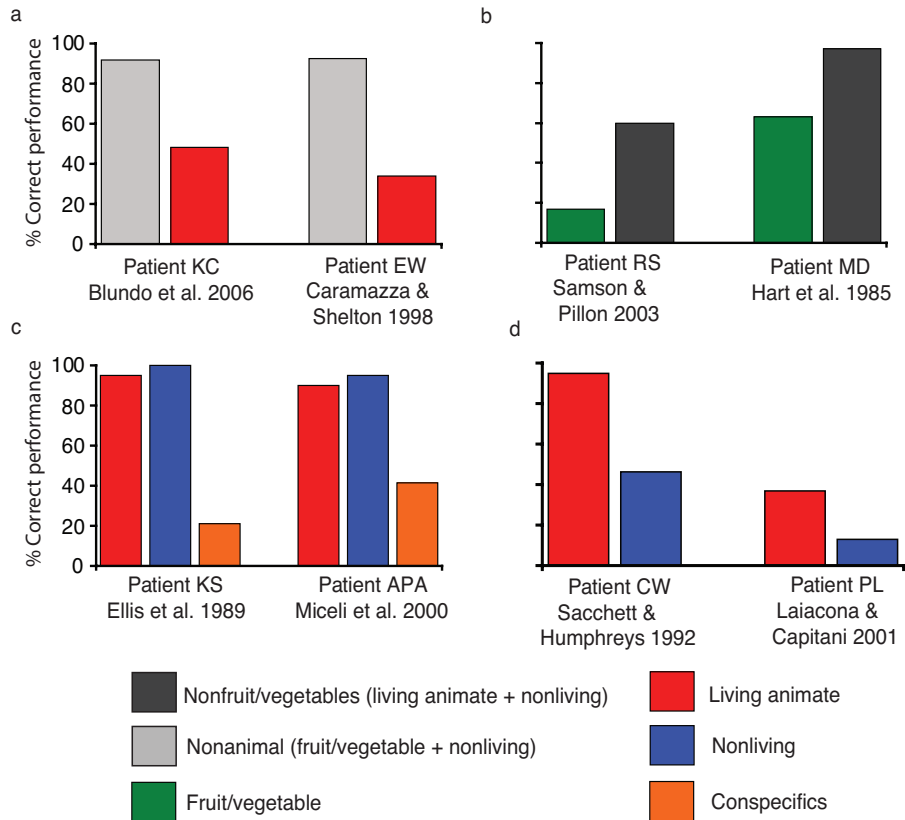 a
b
% Correct performance
100
80
60
40
20
0
Patient KC
Blundo et al. 2006
Patient EW
Caramazza &
Shelton 1998
Patient RS
Samson &
Pillon 2003
Patient MD
Hart et al. 1985
c
d
% Correct performance
100
80
60
40
20
0
Patient KS
Ellis et al. 1989
Patient APA
Miceli et al. 2000
Patient CW
Sacchett &
Humphreys 1992
Patient PL
Laiacona &
Capitani 2001
Nonfruit/vegetables (living animate + nonliving)
Living animate
Nonanimal (fruit/vegetable + nonliving)
Nonliving
Fruit/vegetable
Conspecifics